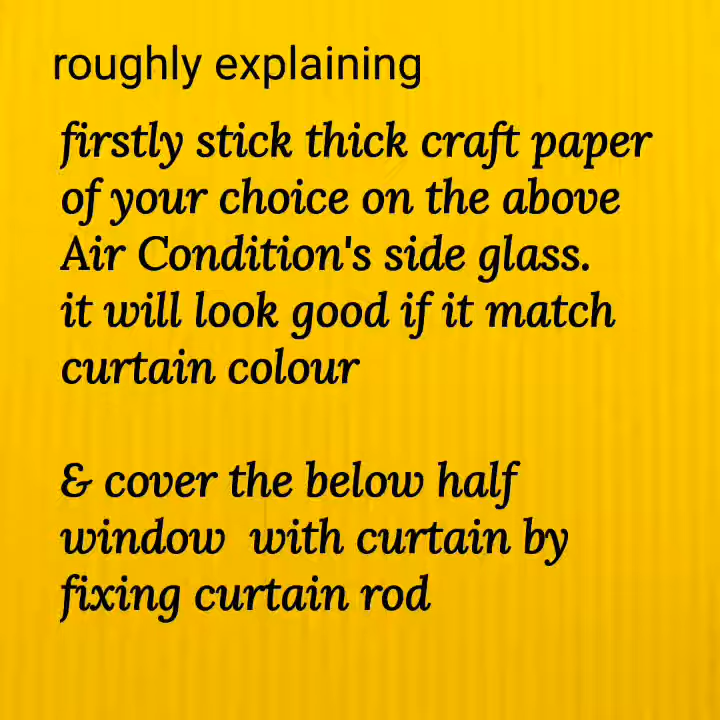 roughly explaining
firstly stick thick craft paper
of your choice on the above
Air Condition's side glass.
it will look good if it match
curtain colour
& cover the below half
window  with curtain by
fixing curtain rod